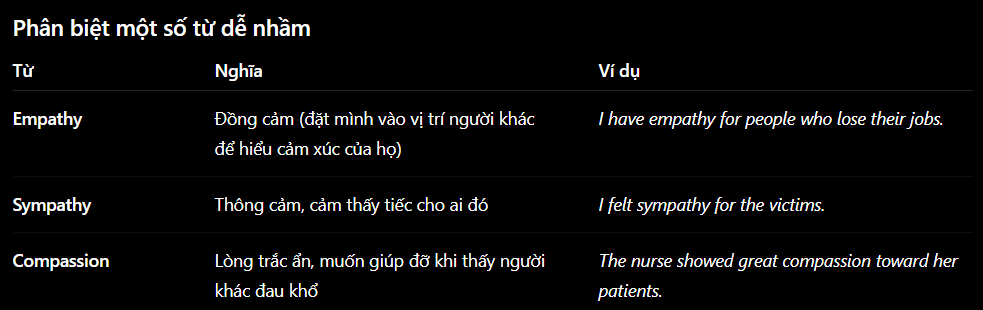 Phân biệt một số từ dễ nhầm
Từ Nghĩa Ví dụ
Empathy Đồng cảm (đặt mình vào vị trí người khác I have empathy for people who lose their jobs.
để hiểu cảm xúc của họ)
Sympathy Thông cảm, cảm thấy tiếc cho ai đó I felt sympathy for the victims.
Compassion Lòng trắc ẩn, muốn giúp đỡ khi thấy người The nurse showed great compassion toward her
khác đau khổ patients.